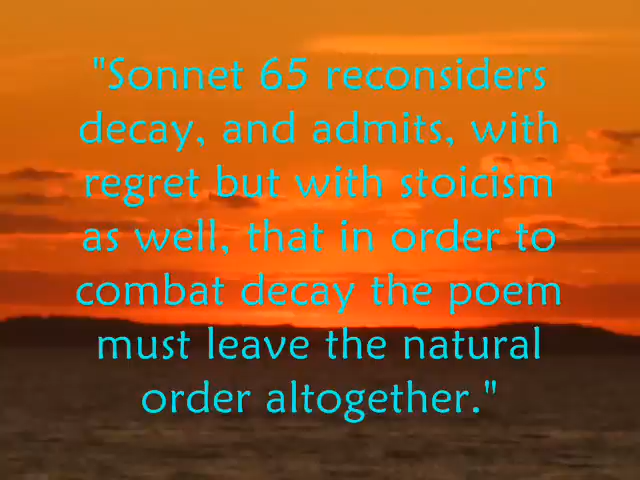 "Sonnet 65 reconsiders
decay, and admits, with
regret but with stoicism
as well, that in order to
combat decay the poem
must leave the natural
order altogether."